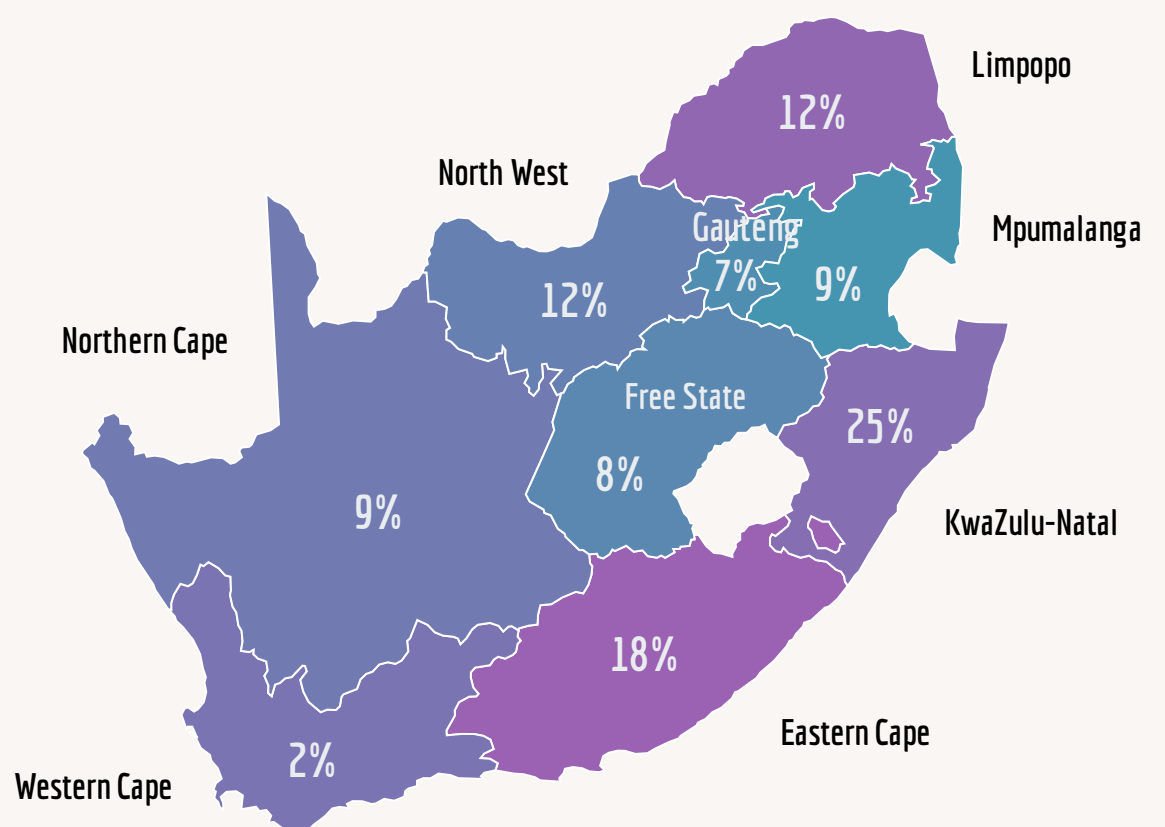 Limpopo
12%
North West
Gauteng
Mpumalanga
7%
9%
12%
Northern Cape
Free State
25%
8%
9%
KwaZulu-Natal
18%
Eastern Cape
2%
Western Cape